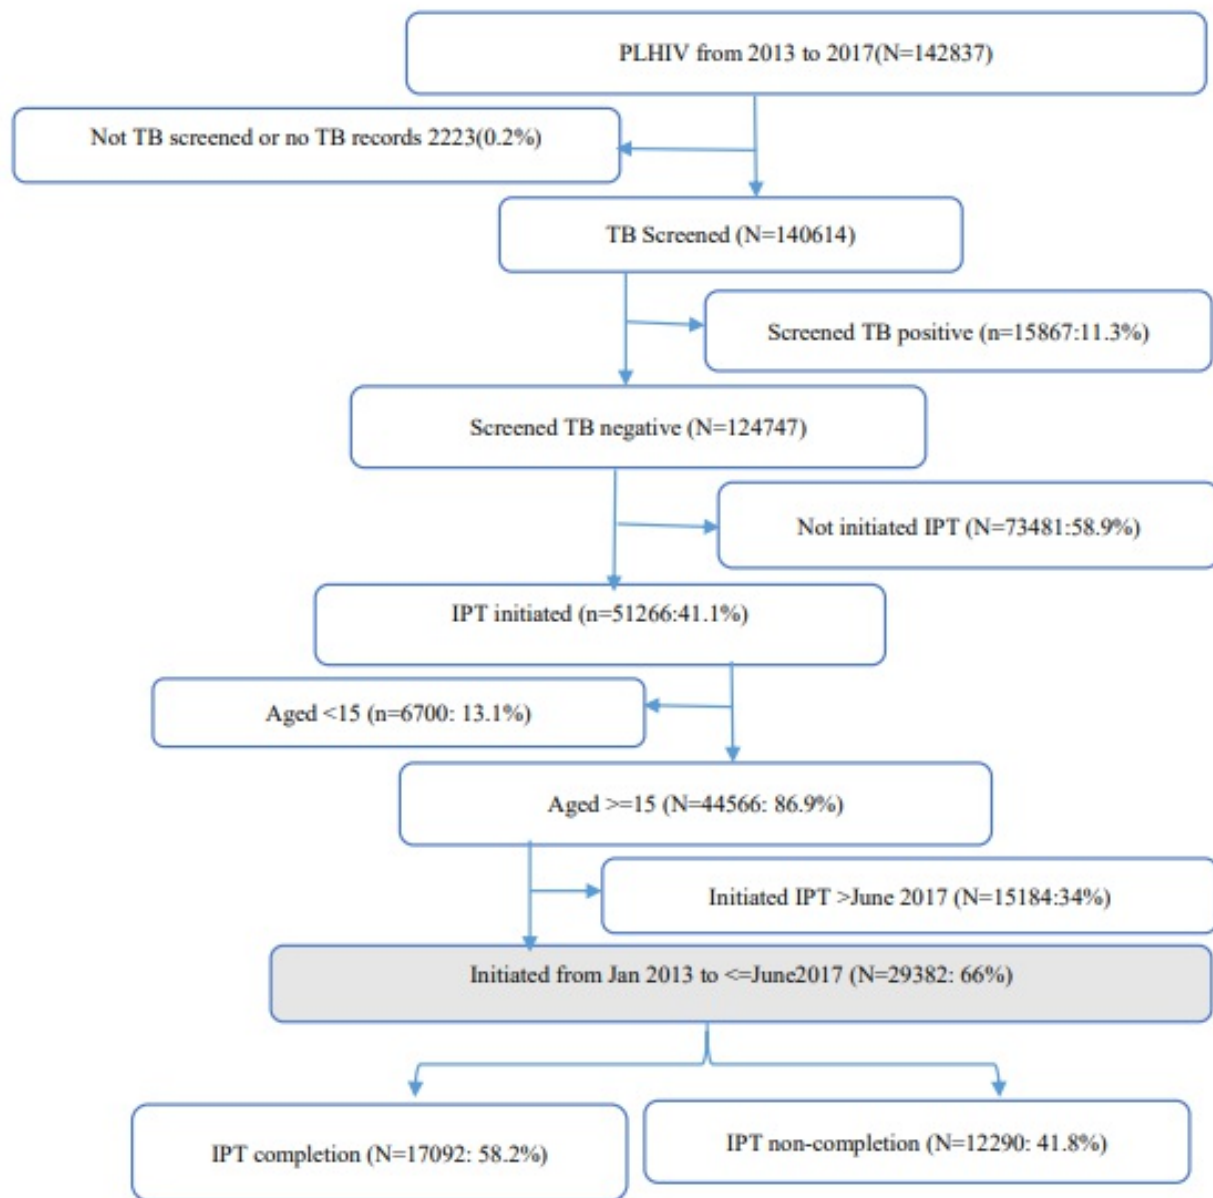 PLHIV from 2013 to 2017(N=142837)
Not TB screened or no TB records 2223(0.2%)
TB Screened (N=140614)
Screened TB positive (n=15867:11.3%)
Screened TB negative (N=124747)
Not initiated IPT (N=73481:58.9%)
IPT initiated (n=51266:41.1%)
Aged <15 (n=6700: 13.1%)
Aged >=15 (N=44566: 86.9%)
Initiated IPT >June 2017 (N=15184:34%)
Initiated from Jan 2013 to <=June2017 (N=29382: 66%)
IPT completion (N=17092: 58.2%)
IPT non-completion (N=12290: 41.8%)